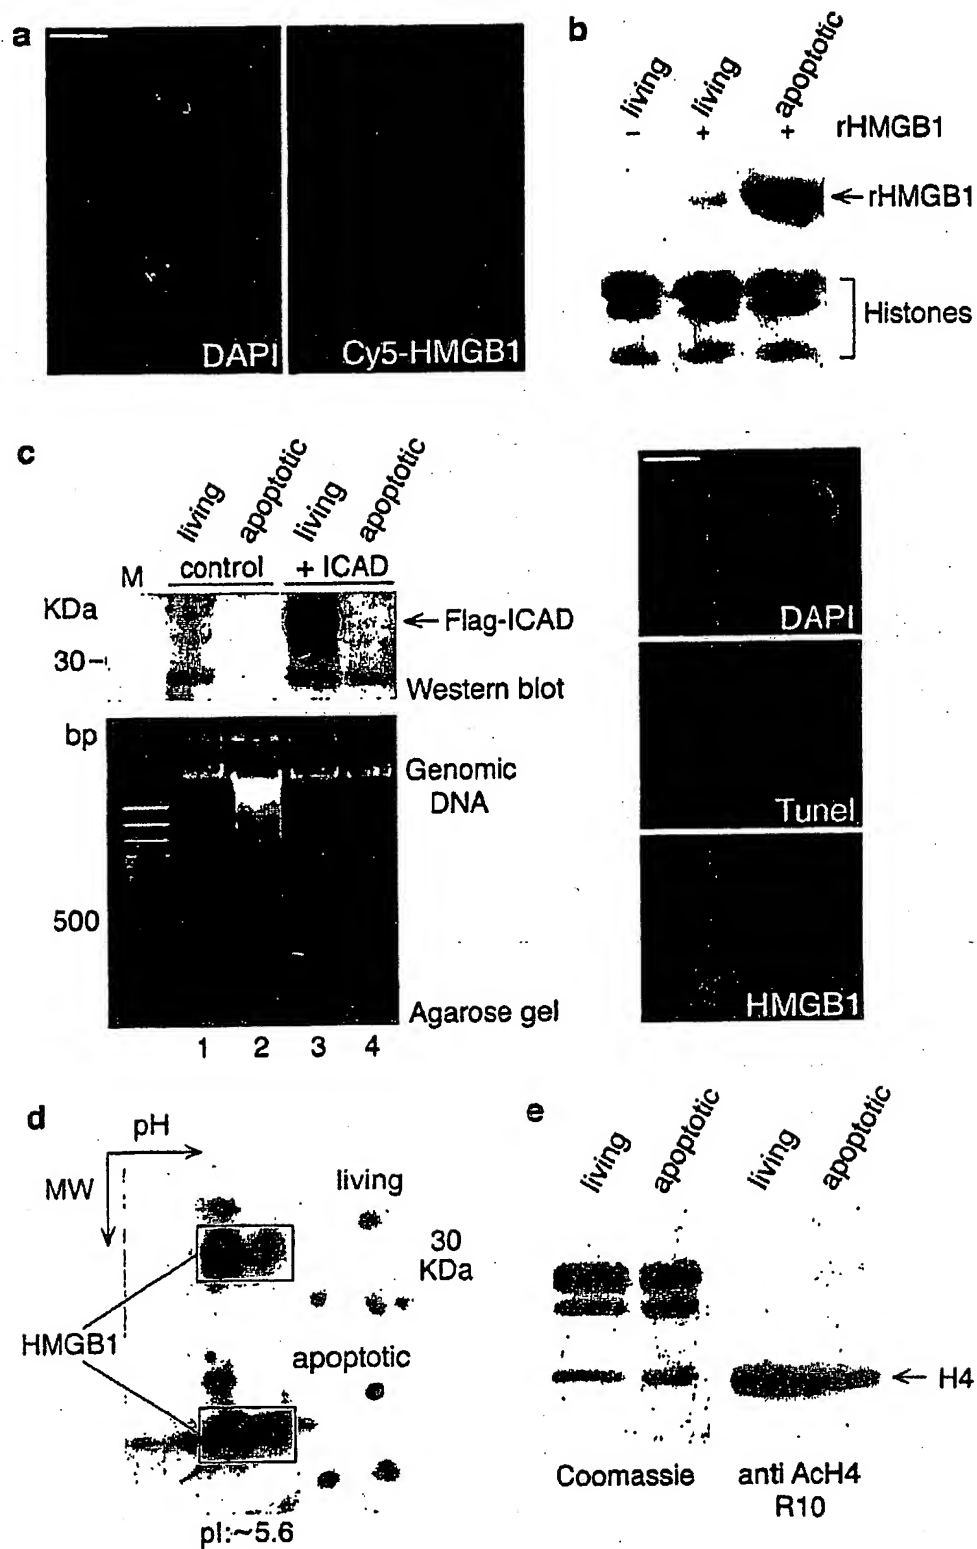 a
DAPI
Cy5-HMGB1
b
living
living
apoptotic
- + + rHMGB1
rHMGB1
Histones
c
living
apoptotic
living
apoptotic
M
control
+ ICAD
KDa
Flag-ICAD
30
Western blot
bp
Genomic
DNA
500
Agarose gel
1 2 3 4
DAPI
Tunel
HMGB1
d
pH
MW
living
30
KDa
HMGB1
apoptotic
pI:~5.6
e
living
apoptotic
living
apoptotic
H4
Coomassie
anti AcH4
R10